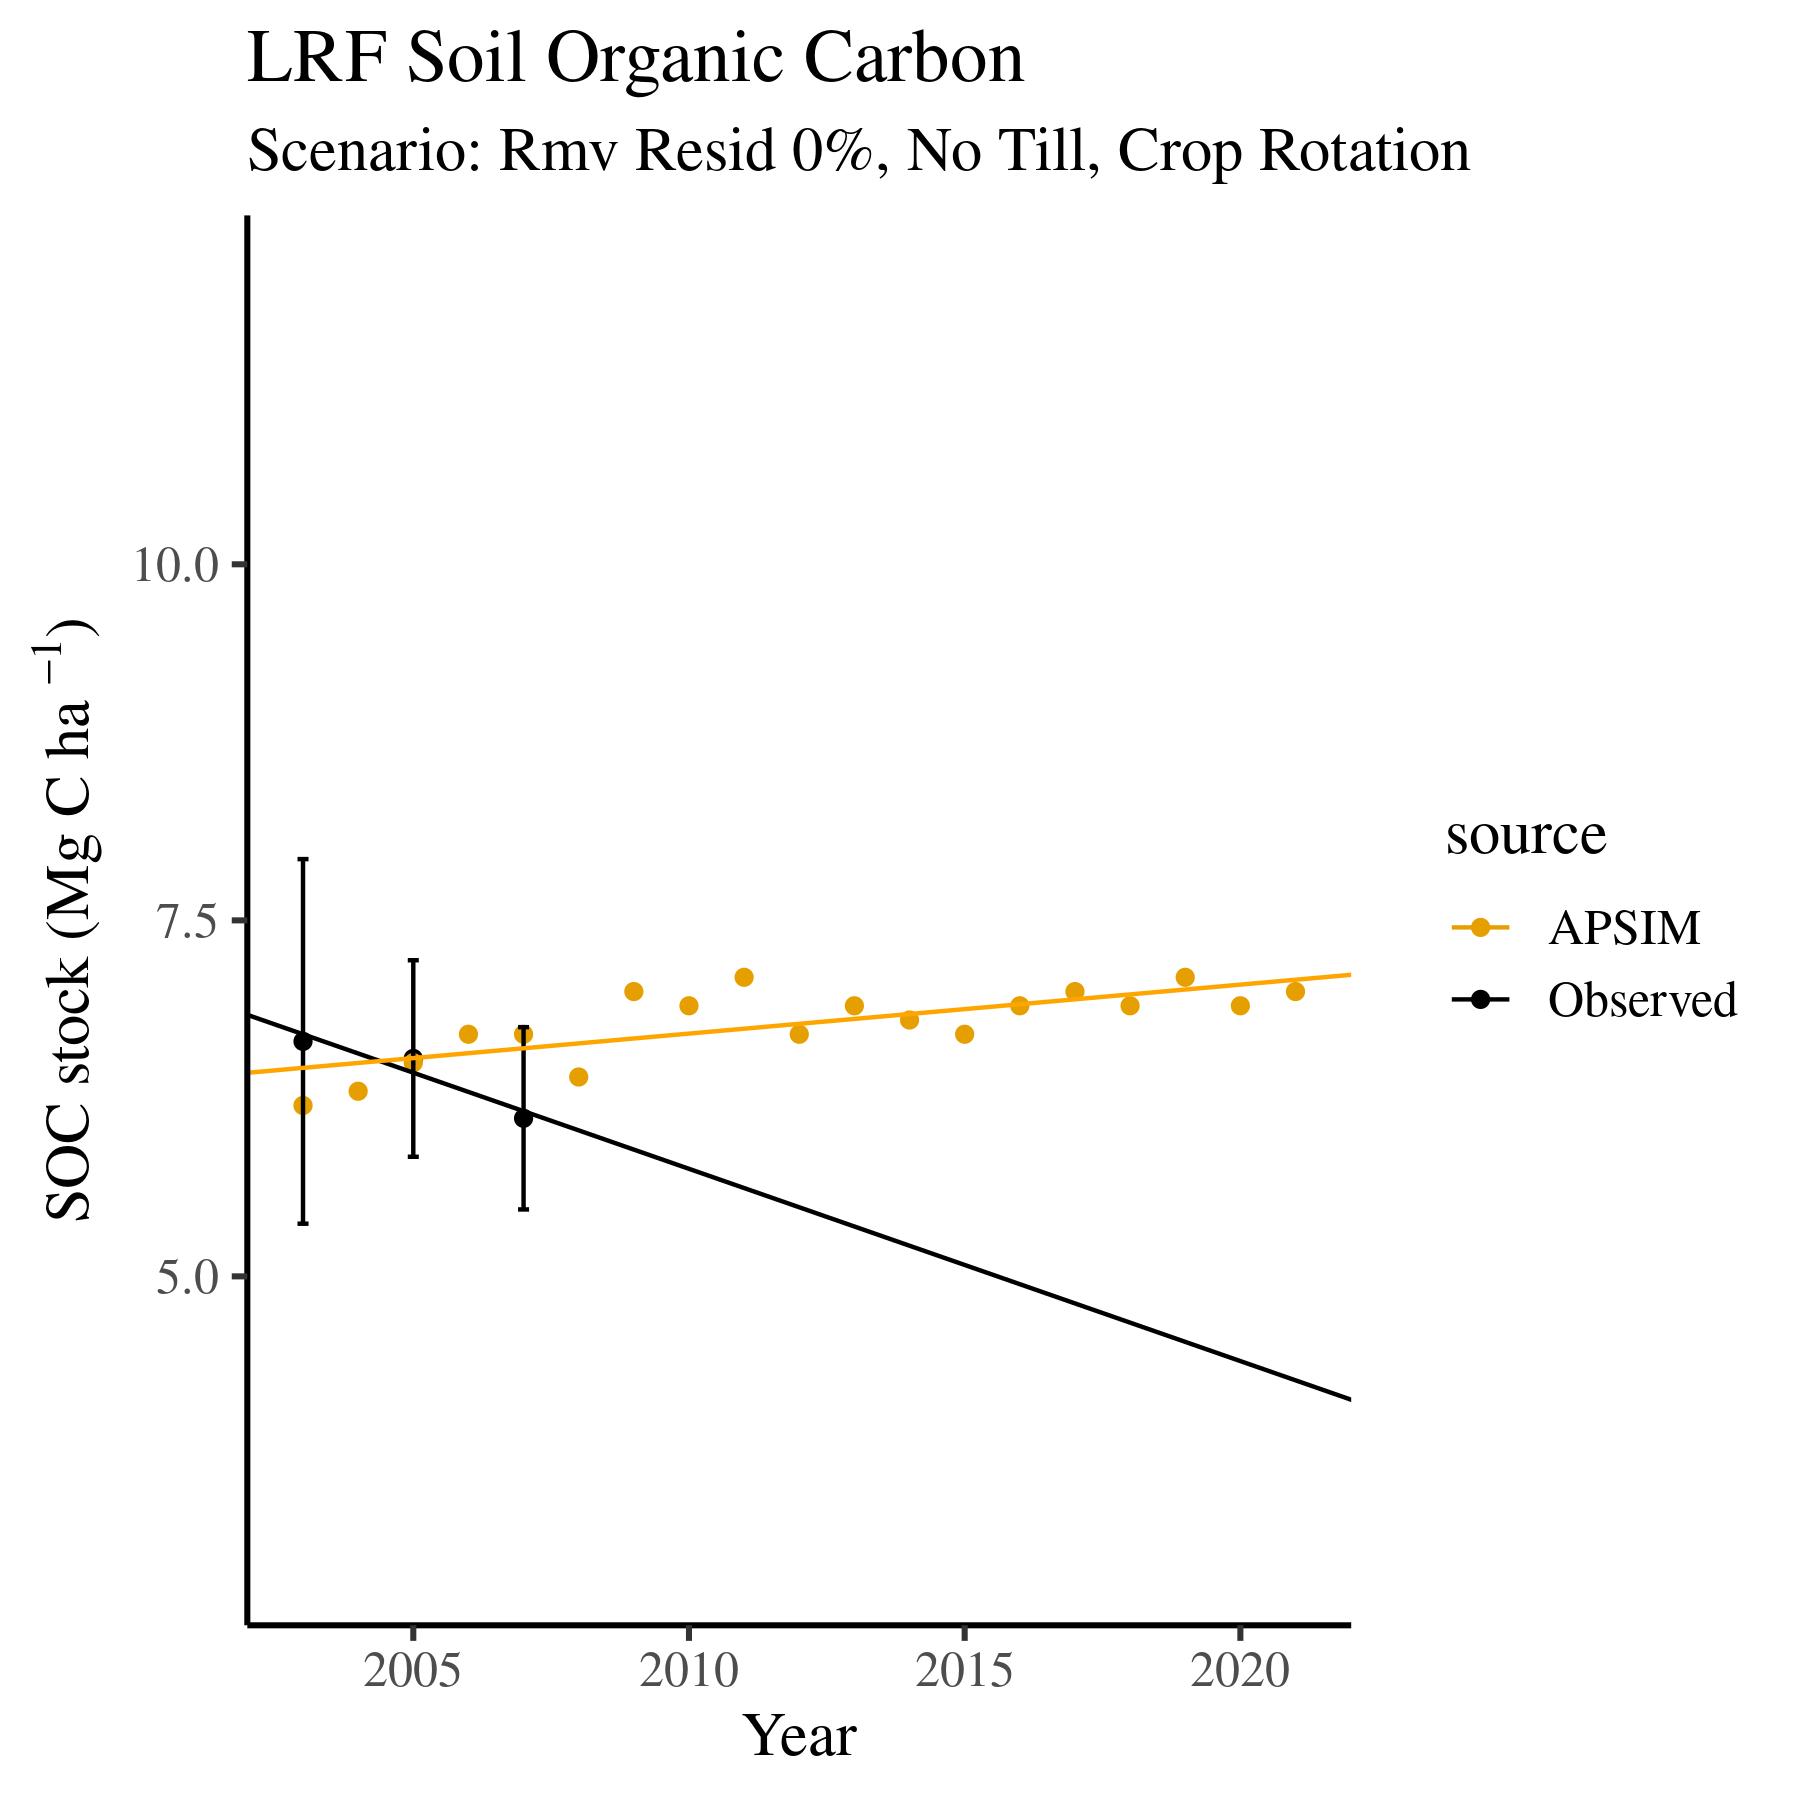 LRF Soil Organic Carbon
Scenario: Rmv Resid 0%, No Till, Crop Rotation
SOC stock (Mg C ha −1)
10.0
7.5
5.0
2005 2010 2015 2020
Year
source
APSIM
Observed